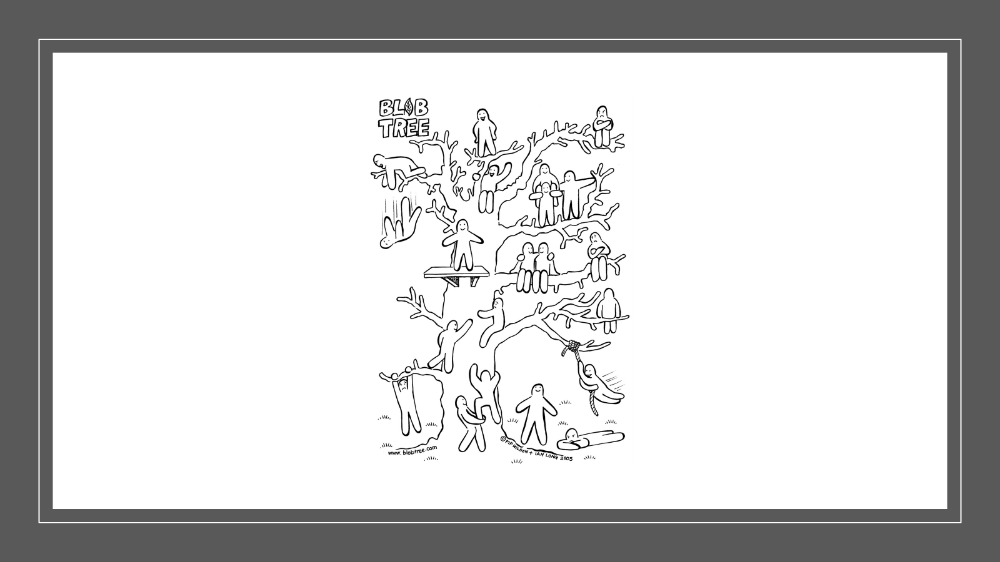 BLOB
TREE
www.blobtree.com
© PIP WILSON + IAN LONG 2005